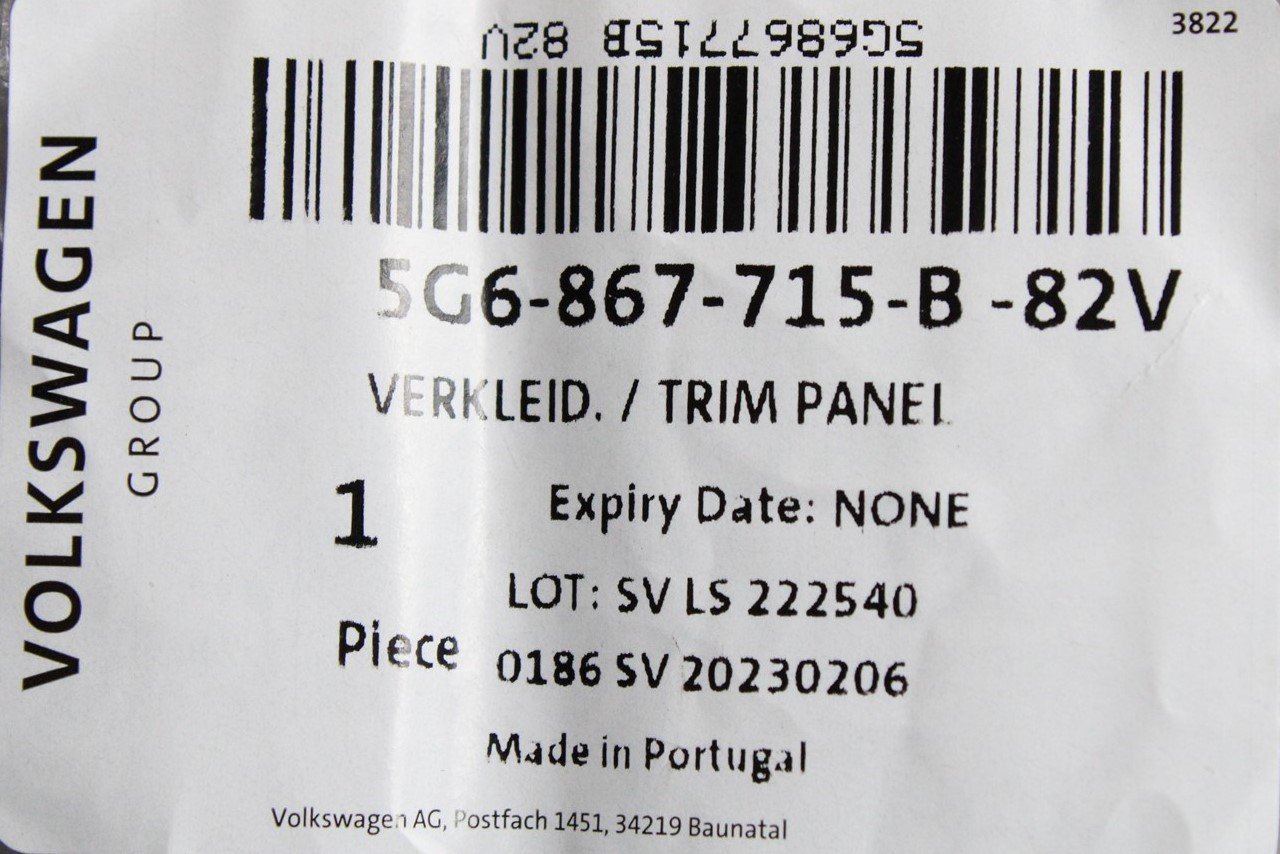 3822
5G6867715B 82V
5G6-867-715-B -82V
VERKLEID. / TRIM PANEL
1
Expiry Date: NONE
LOT: SV LS 222540
Piece
0186 SV 20230206
Made in Portugal
Volkswagen AG, Postfach 1451, 34219 Baunatal
VOLKSWAGEN
GROUP